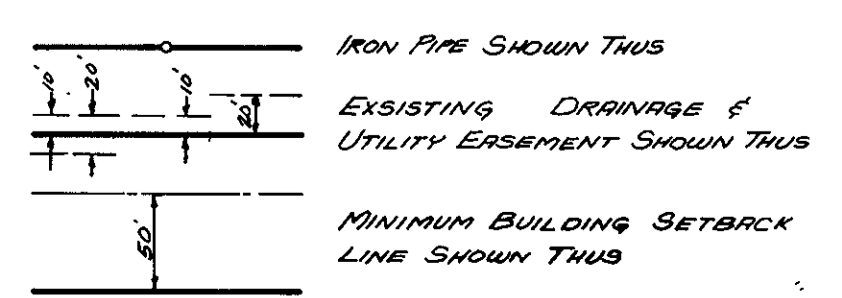 IRON PIPE SHOWN THUS
10' 20' 10' 20'
EXSISTING DRAINAGE &
UTILITY EASEMENT SHOWN THUS
50'
MINIMUM BUILDING SETBACK
LINE SHOWN THUS